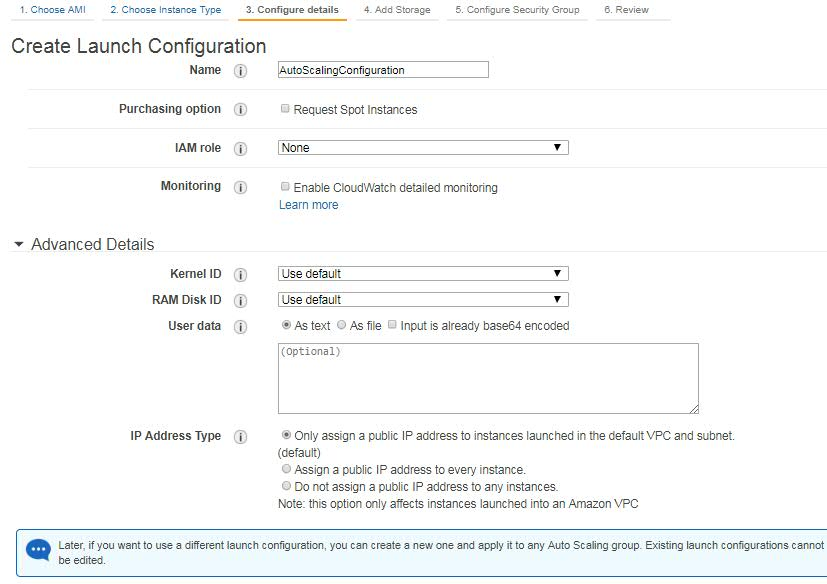 1. Choose AMI 2. Choose Instance Type 3. Configure details 4. Add Storage 5. Configure Security Group 6. Review
Create Launch Configuration
Name i AutoScalingConfiguration
Purchasing option i Request Spot Instances
IAM role i None
Monitoring i Enable CloudWatch detailed monitoring
Learn more
Advanced Details
Kernel ID i Use default
RAM Disk ID i Use default
User data i As text As file Input is already base64 encoded
(Optional)
IP Address Type i Only assign a public IP address to instances launched in the default VPC and subnet.
(default)
Assign a public IP address to every instance.
Do not assign a public IP address to any instances.
Note: this option only affects instances launched into an Amazon VPC
Later, if you want to use a different launch configuration, you can create a new one and apply it to any Auto Scaling group. Existing launch configurations cannot
be edited.